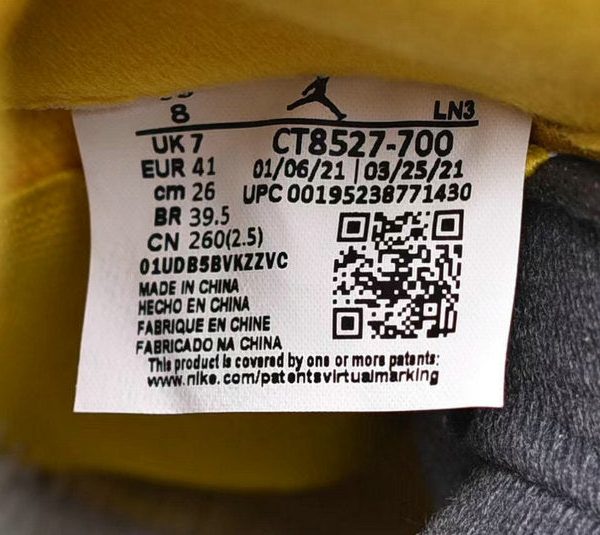 8 LN3
UK 7 CT8527-700
EUR 41 01/06/21 | 03/25/21
cm 26 UPC 00195238771430
BR 39.5
CN 260(2.5)
01UDB5BVKZZVC
MADE IN CHINA
HECHO EN CHINA
FABRIQUE EN CHINE
FABRICADO NA CHINA
This product is covered by one or more patents:
www.nike.com/patentsvirtualmarking